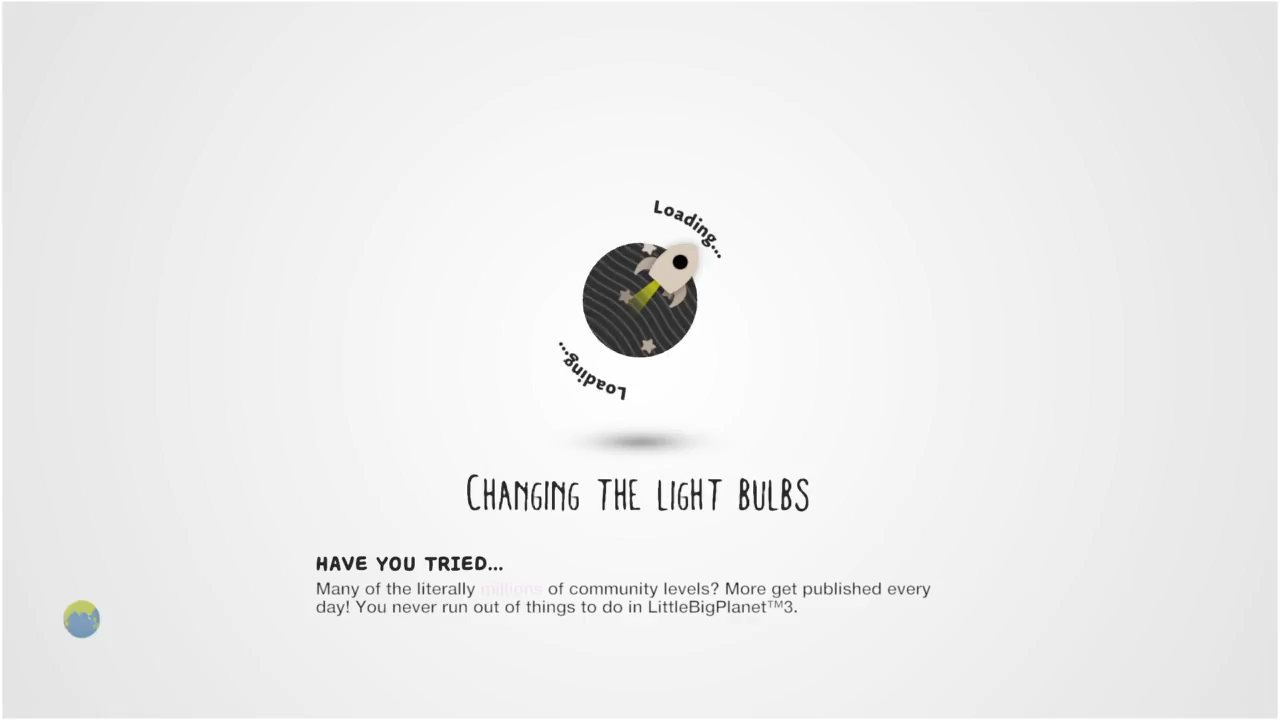 Loading...
Loading...
Changing the light bulbs
HAVE YOU TRIED...
Many of the literally millions of community levels? More get published every
day! You never run out of things to do in LittleBigPlanet™3.